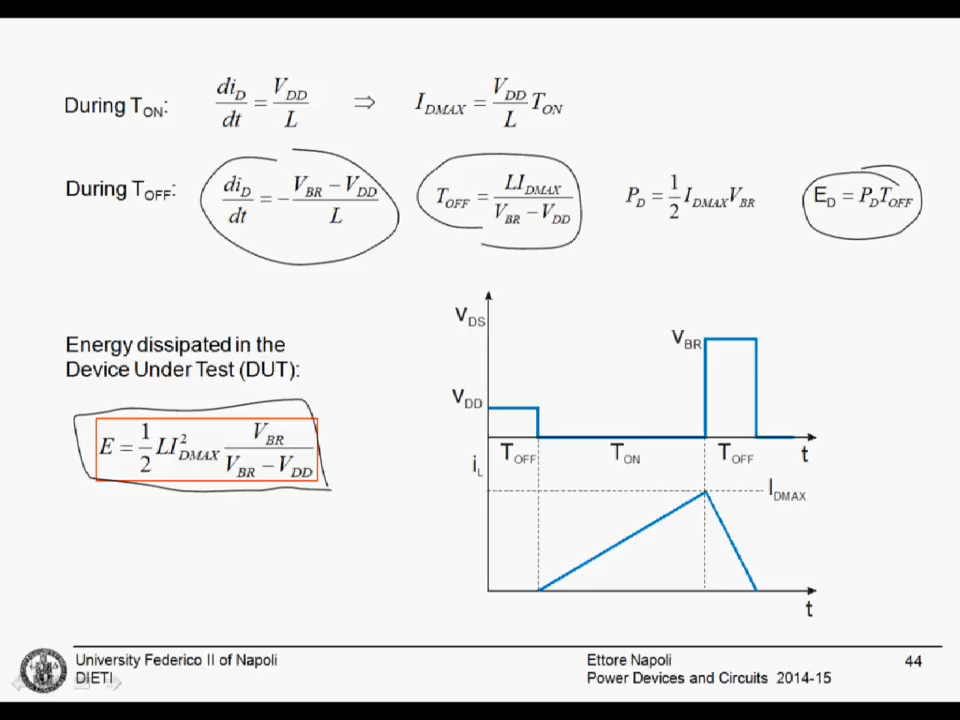 During T_ON: di_D/dt = V_DD/L ⇒ I_DMAX = V_DD/L T_ON
During T_OFF: di_D/dt = - (V_BR - V_DD)/L T_OFF = LI_DMAX/(V_BR - V_DD) P_D = 1/2 I_DMAX V_BR E_D = P_D T_OFF
Energy dissipated in the
Device Under Test (DUT):
E = 1/2 LI²_DMAX V_BR/(V_BR - V_DD)
V_DS
V_BR
V_DD
T_OFF T_ON T_OFF t
i_L
I_DMAX
t
University Federico II of Napoli
DIETI
Ettore Napoli
Power Devices and Circuits 2014-15
44